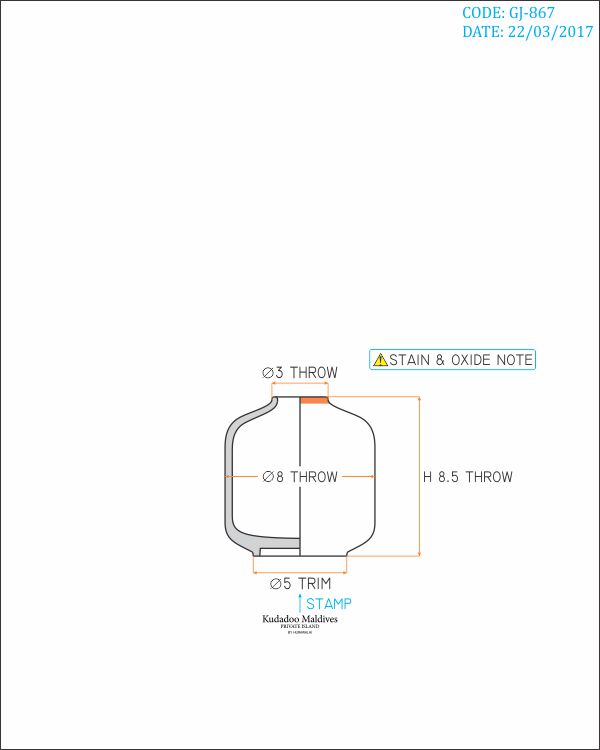 CODE: GJ-867
DATE: 22/03/2017
STAIN & OXIDE NOTE
∅3 THROW
∅8 THROW
H 8.5 THROW
∅5 TRIM
STAMP
Kudadoo Maldives
PRIVATE ISLAND
BY HURAWALHI